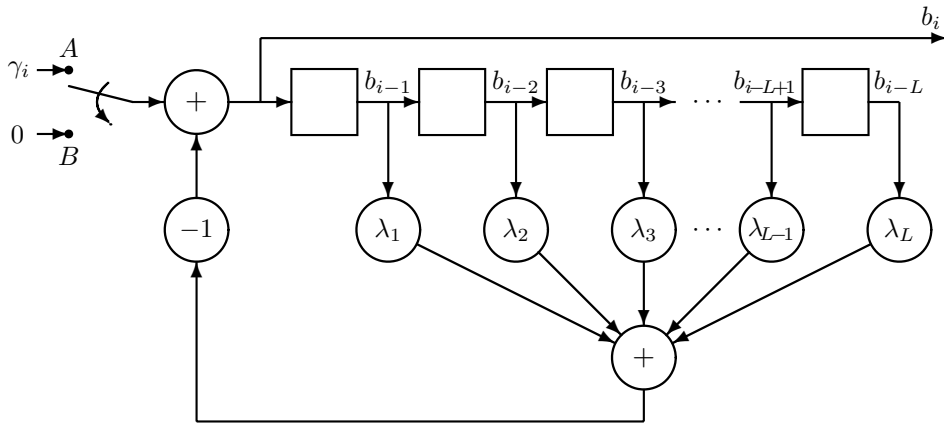 b_i
A
γ_i
+
b_{i−1}
b_{i−2}
b_{i−3}
···
b_{i−L+1}
b_{i−L}
0
B
−1
λ_1
λ_2
λ_3
···
λ_{L−1}
λ_L
+